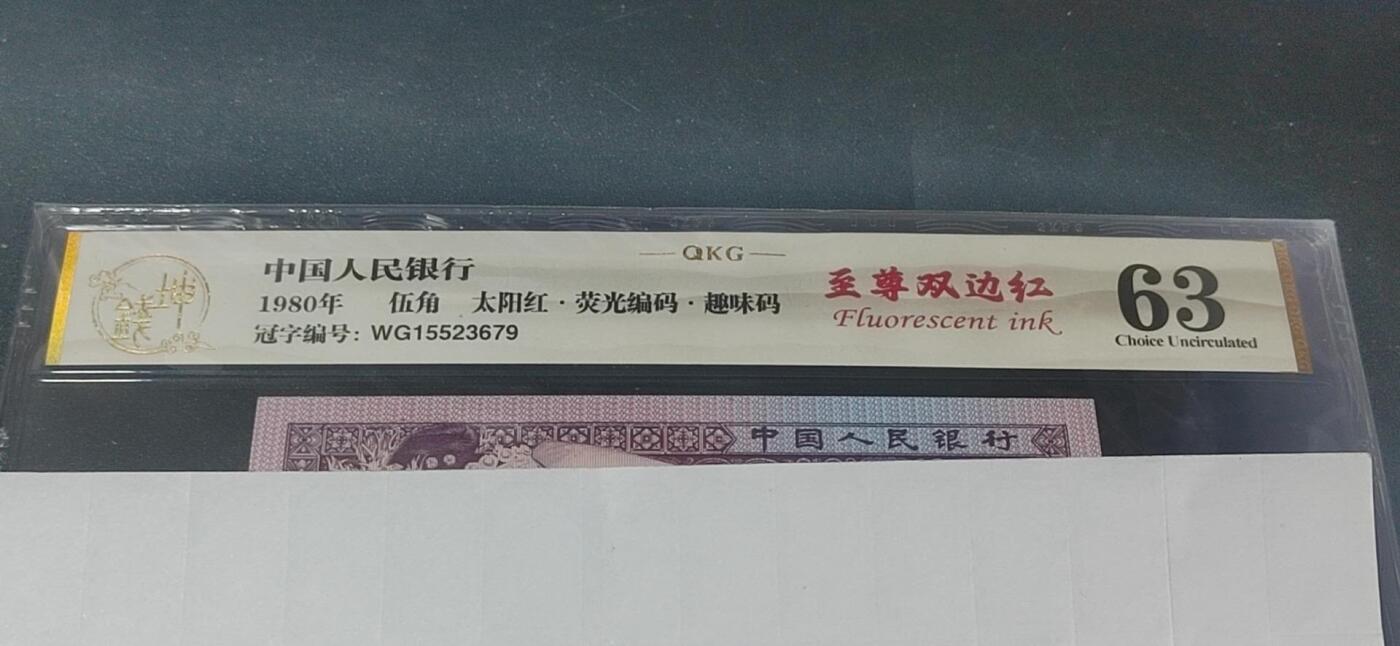 QKG
中国人民银行
1980年 伍角 太阳红·荧光编码·趣味码
冠字编号: WG15523679
至尊双边红
Fluorescent ink
63
Choice Uncirculated
中国人民银行